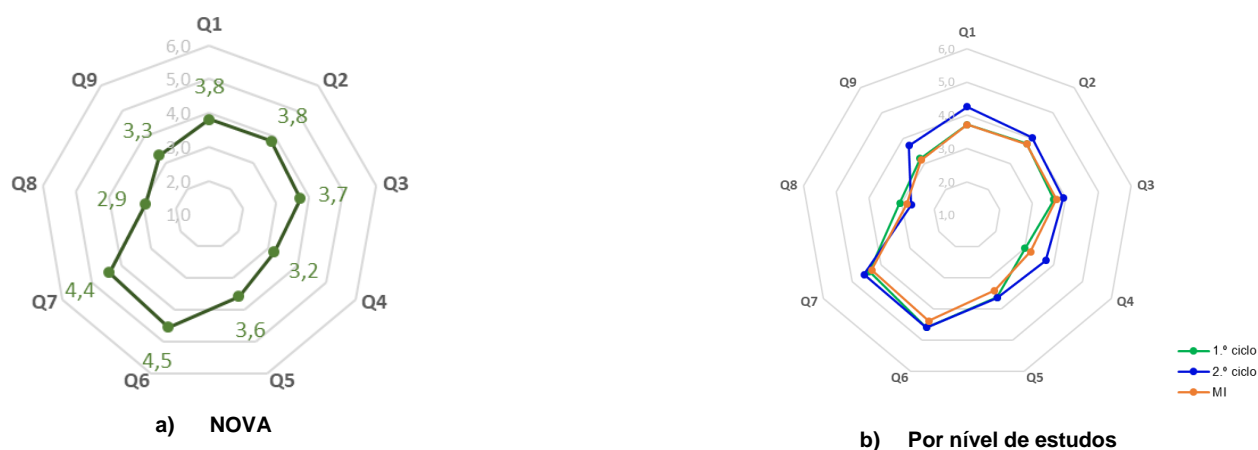 Q1
6,0
5,0
4,0
3,0
2,0
1,0
Q2
Q3
Q4
Q5
Q6
Q7
Q8
Q9
3,8
3,8
3,7
3,2
3,6
4,5
4,4
2,9
3,3
a) NOVA
Q1
6,0
5,0
4,0
3,0
2,0
1,0
Q2
Q3
Q4
Q5
Q6
Q7
Q8
Q9
1.º ciclo
2.º ciclo
MI
b) Por nível de estudos